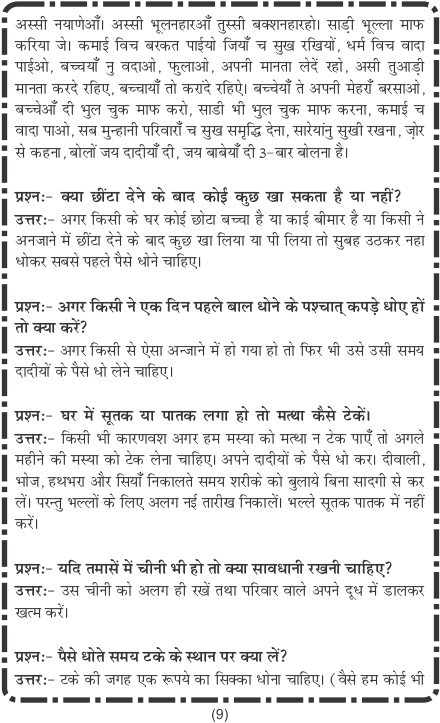 अस्सी नयाणेआँ। अस्सी भूलनहारआँ तुस्सी बक्शनहारहो। साड़ी भूल्ला माफ
करिया जे। कमाई विच बरकत पाईयो जियाँ च सुख रखियों, धर्म विच वादा
पाईओ, बच्चयाँ नु वदाओ, फुलाओ, अपनी मानता लेदें रहो, असी तुआड़ी
मानता करदे रहिए, बच्चायाँ तो करांदे रहिऐ। बच्चेयाँ ते अपनी मेहराँ बरसाओ,
बच्चेओँ दी भुल चुक माफ करो, साडी भी भुल चुक माफ करना, कमाई च
वादा पाओ, सब मुन्हानी परिवाराँ च सुख समृद्धि देना, सारेयांनु सुखी रखना, ज़ोर
से कहना, बोलों जय दादीयाँ दी, जय बाबेयाँ दी 3-बार बोलना है।
प्रश्न:- क्या छींटा देने के बाद कोई कुछ खा सकता है या नहीं?
उत्तर:- अगर किसी के घर कोई छोटा बच्चा है या काई बीमार है या किसी ने
अनजाने में छींटा देने के बाद कुछ खा लिया या पी लिया तो सुबह उठकर नहा
धोकर सबसे पहले पैसे धोने चाहिए।
प्रश्न:- अगर किसी ने एक दिन पहले बाल धोने के पश्चात् कपड़े धोए हों
तो क्या करें?
उत्तर:- अगर किसी से ऐसा अन्जाने में हो गया हो तो फिर भी उसे उसी समय
दादीयों के पैसे धो लेने चाहिए।
प्रश्न:- घर में सूतक या पातक लगा हो तो मत्था कैसे टेकें।
उत्तर:- किसी भी कारणवश अगर हम मस्या को मत्था न टेक पाएँ तो अगले
महीने की मस्या को टेक लेना चाहिए। अपने दादीयों के पैसे धो कर। दीवाली,
भोज, हथभरा और सियाँ निकालते समय शरीके को बुलाये बिना सादगी से कर
लें। परन्तु भल्लों के लिए अलग नई तारीख निकालें। भल्ले सूतक पातक में नहीं
करें।
प्रश्न:- यदि तमासें में चीनी भी हो तो क्या सावधानी रखनी चाहिए?
उत्तर:- उस चीनी को अलग ही रखें तथा परिवार वाले अपने दूध में डालकर
खत्म करें।
प्रश्न:- पैसे धोते समय टके के स्थान पर क्या लें?
उत्तर:- टके की जगह एक रूपये का सिक्का धोना चाहिए। ( वैसे हम कोई भी
(9)